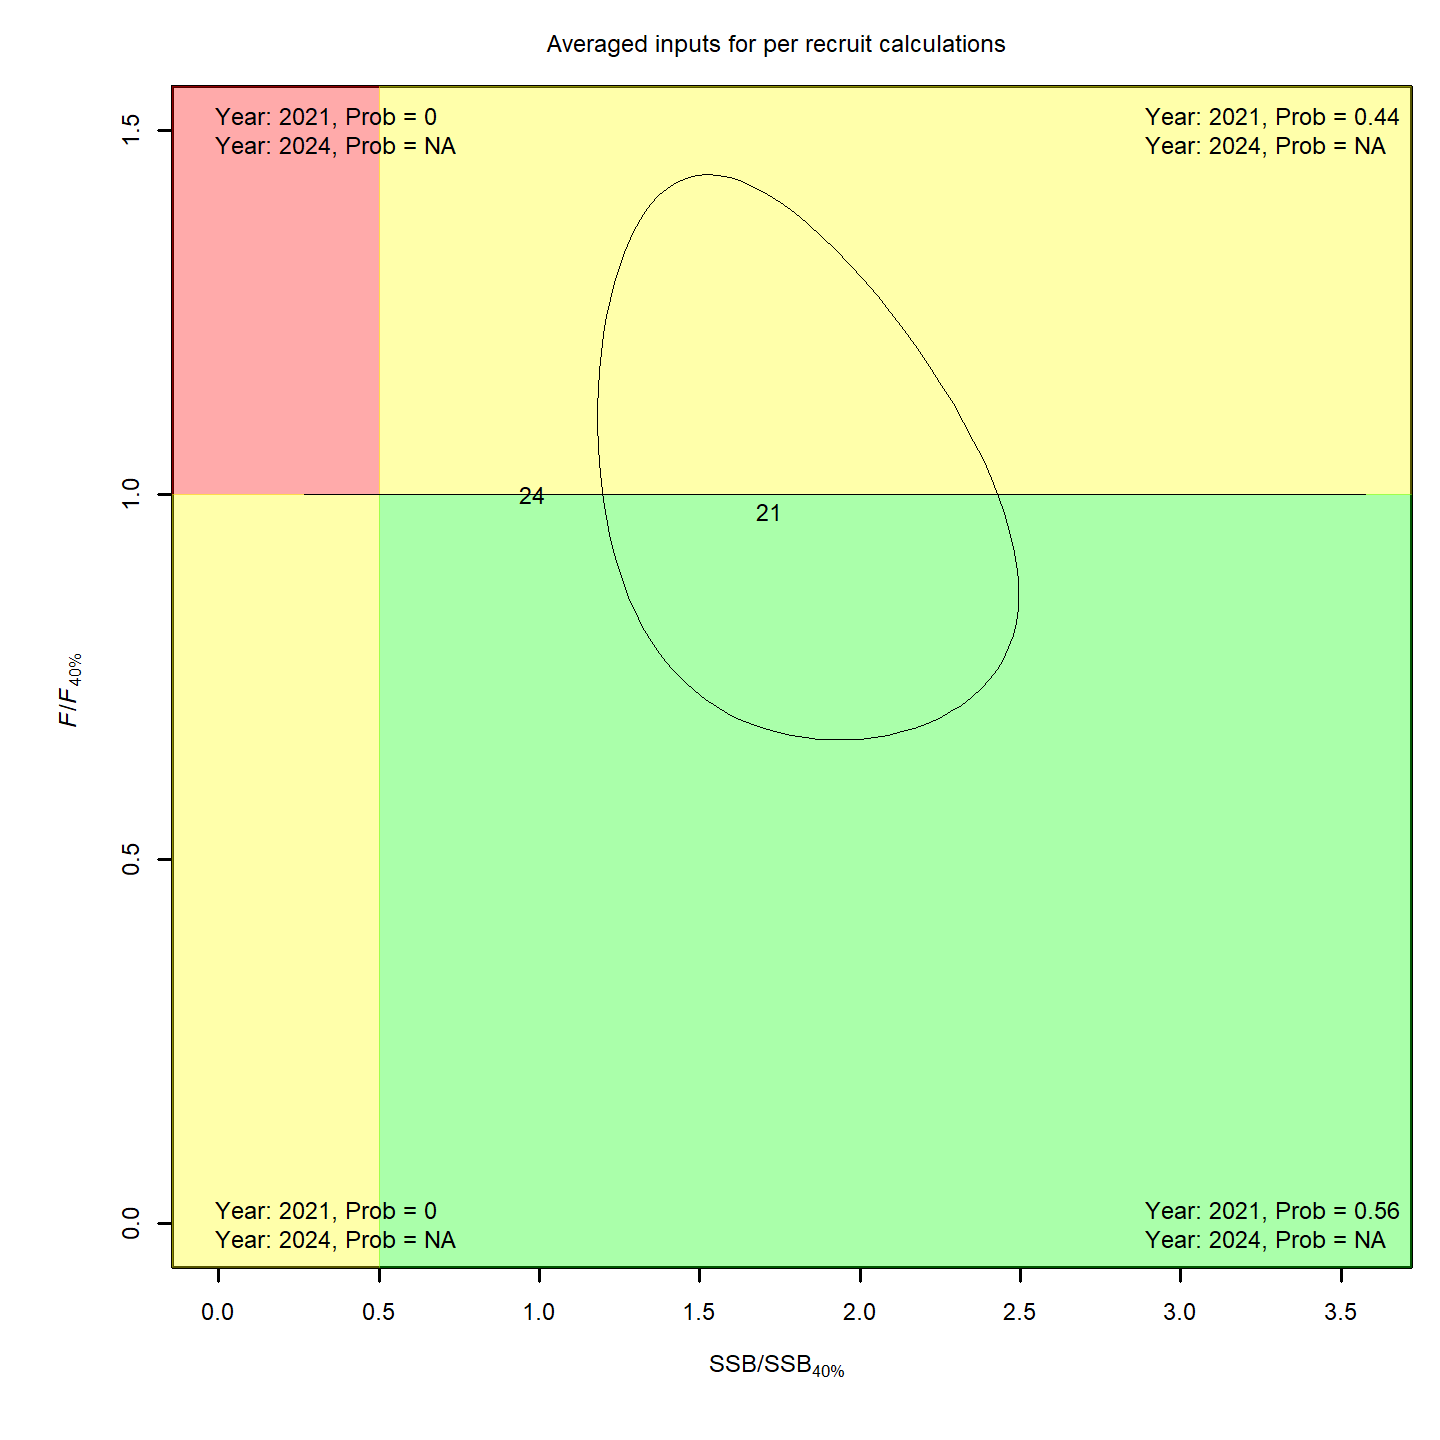 Averaged inputs for per recruit calculations
Year: 2021, Prob = 0
Year: 2024, Prob = NA
Year: 2021, Prob = 0.44
Year: 2024, Prob = NA
1.5
1.0
0.5
0.0
F/F40%
24
21
Year: 2021, Prob = 0
Year: 2024, Prob = NA
Year: 2021, Prob = 0.56
Year: 2024, Prob = NA
0.0 0.5 1.0 1.5 2.0 2.5 3.0 3.5
SSB/SSB40%